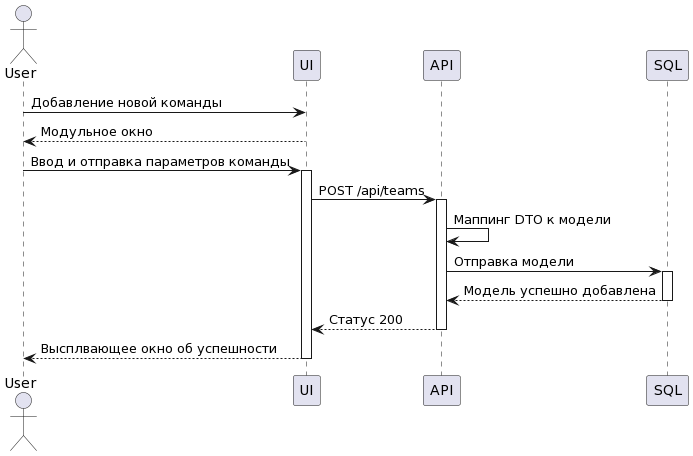 User
UI
API
SQL
Добавление новой команды
Модульное окно
Ввод и отправка параметров команды
POST /api/teams
Маппинг DTO к модели
Отправка модели
Модель успешно добавлена
Статус 200
Высплвающее окно об успешности
User
UI
API
SQL